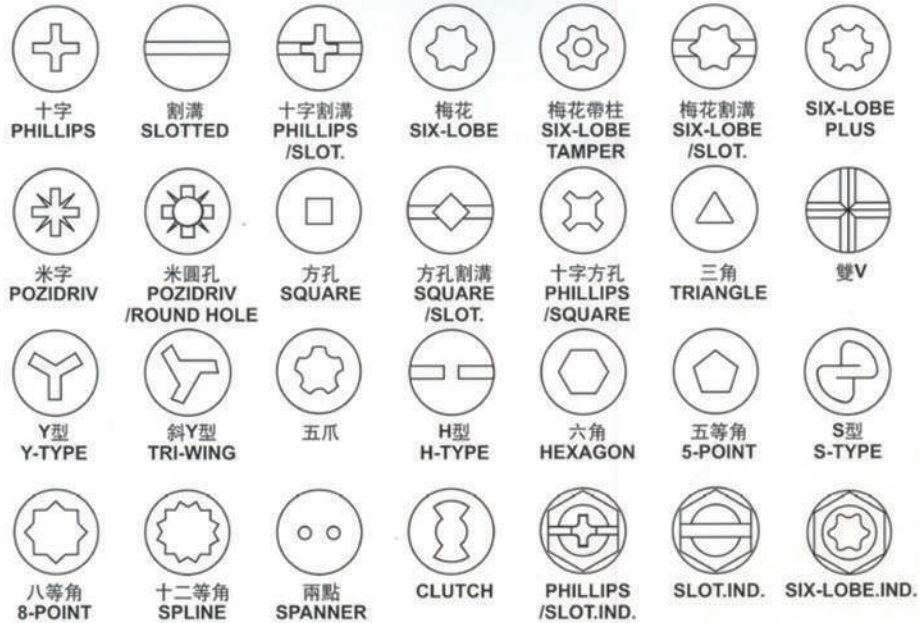 十字
PHILLIPS
割溝
SLOTTED
十字割溝
PHILLIPS
/SLOT.
梅花
SIX-LOBE
梅花帶柱
SIX-LOBE
TAMPER
梅花割溝
SIX-LOBE
/SLOT.
SIX-LOBE
PLUS
米字
POZIDRIV
米圓孔
POZIDRIV
/ROUND HOLE
方孔
SQUARE
方孔割溝
SQUARE
/SLOT.
十字方孔
PHILLIPS
/SQUARE
三角
TRIANGLE
雙V
Y型
Y-TYPE
斜Y型
TRI-WING
五爪
H型
H-TYPE
六角
HEXAGON
五等角
5-POINT
S型
S-TYPE
八等角
8-POINT
十二等角
SPLINE
兩點
SPANNER
CLUTCH
PHILLIPS
/SLOT.IND.
SLOT.IND.
SIX-LOBE.IND.